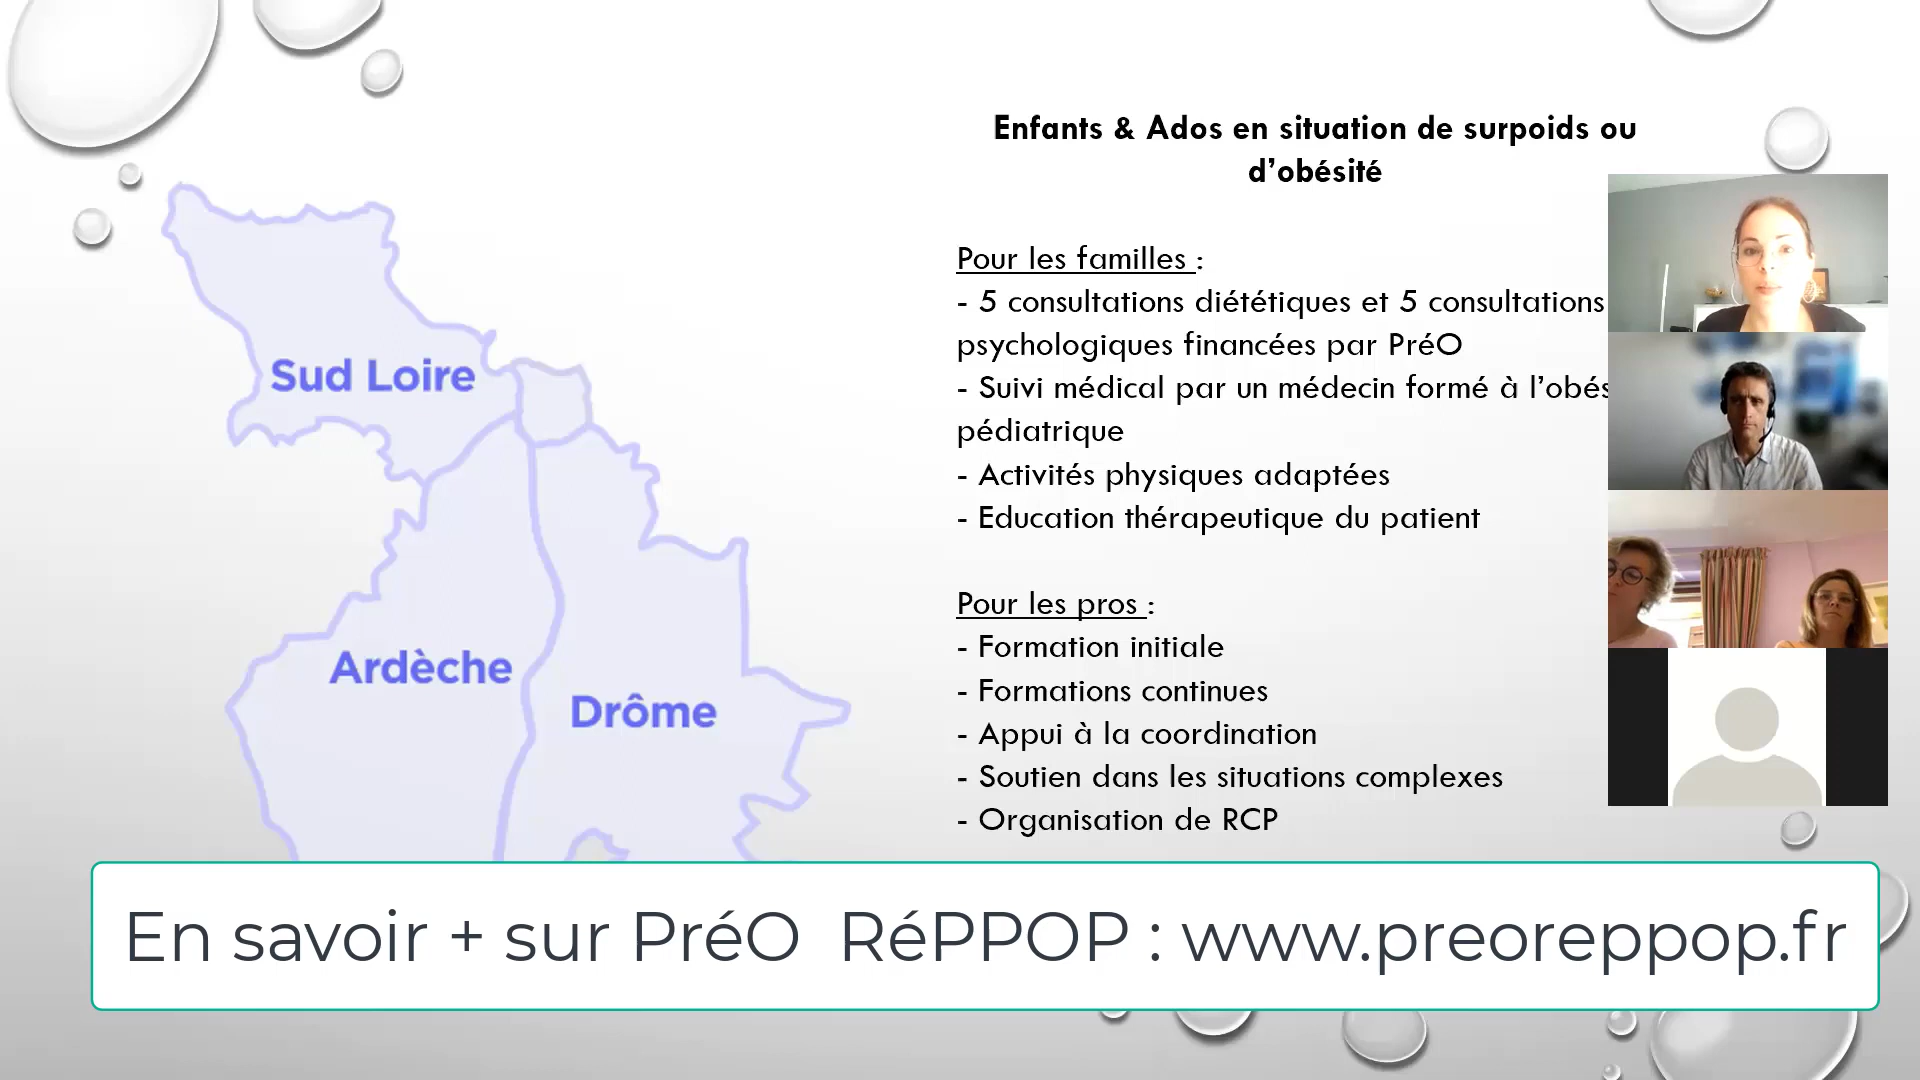 Enfants & Ados en situation de surpoids ou
d’obésité
Pour les familles :
- 5 consultations diététiques et 5 consultations
psychologiques financées par PréO
- Suivi médical par un médecin formé à l’obés
pédiatrique
- Activités physiques adaptées
- Education thérapeutique du patient
Pour les pros :
- Formation initiale
- Formations continues
- Appui à la coordination
- Soutien dans les situations complexes
- Organisation de RCP
Sud Loire
Ardèche
Drôme
En savoir + sur PréO RéPPOP : www.preoreppop.fr